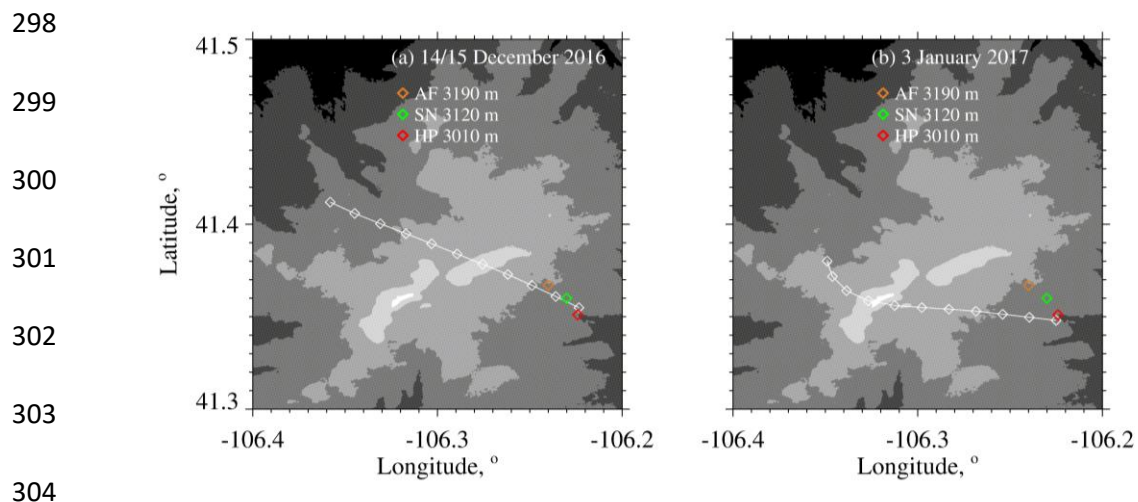 298
41.5
(a) 14/15 December 2016
(b) 3 January 2017
299
AF 3190 m
AF 3190 m
SN 3120 m
SN 3120 m
HP 3010 m
HP 3010 m
300
Latitude, °
41.4
301
302
303
41.3
-106.4
-106.3
-106.2
-106.4
-106.3
-106.2
Longitude, °
Longitude, °
304